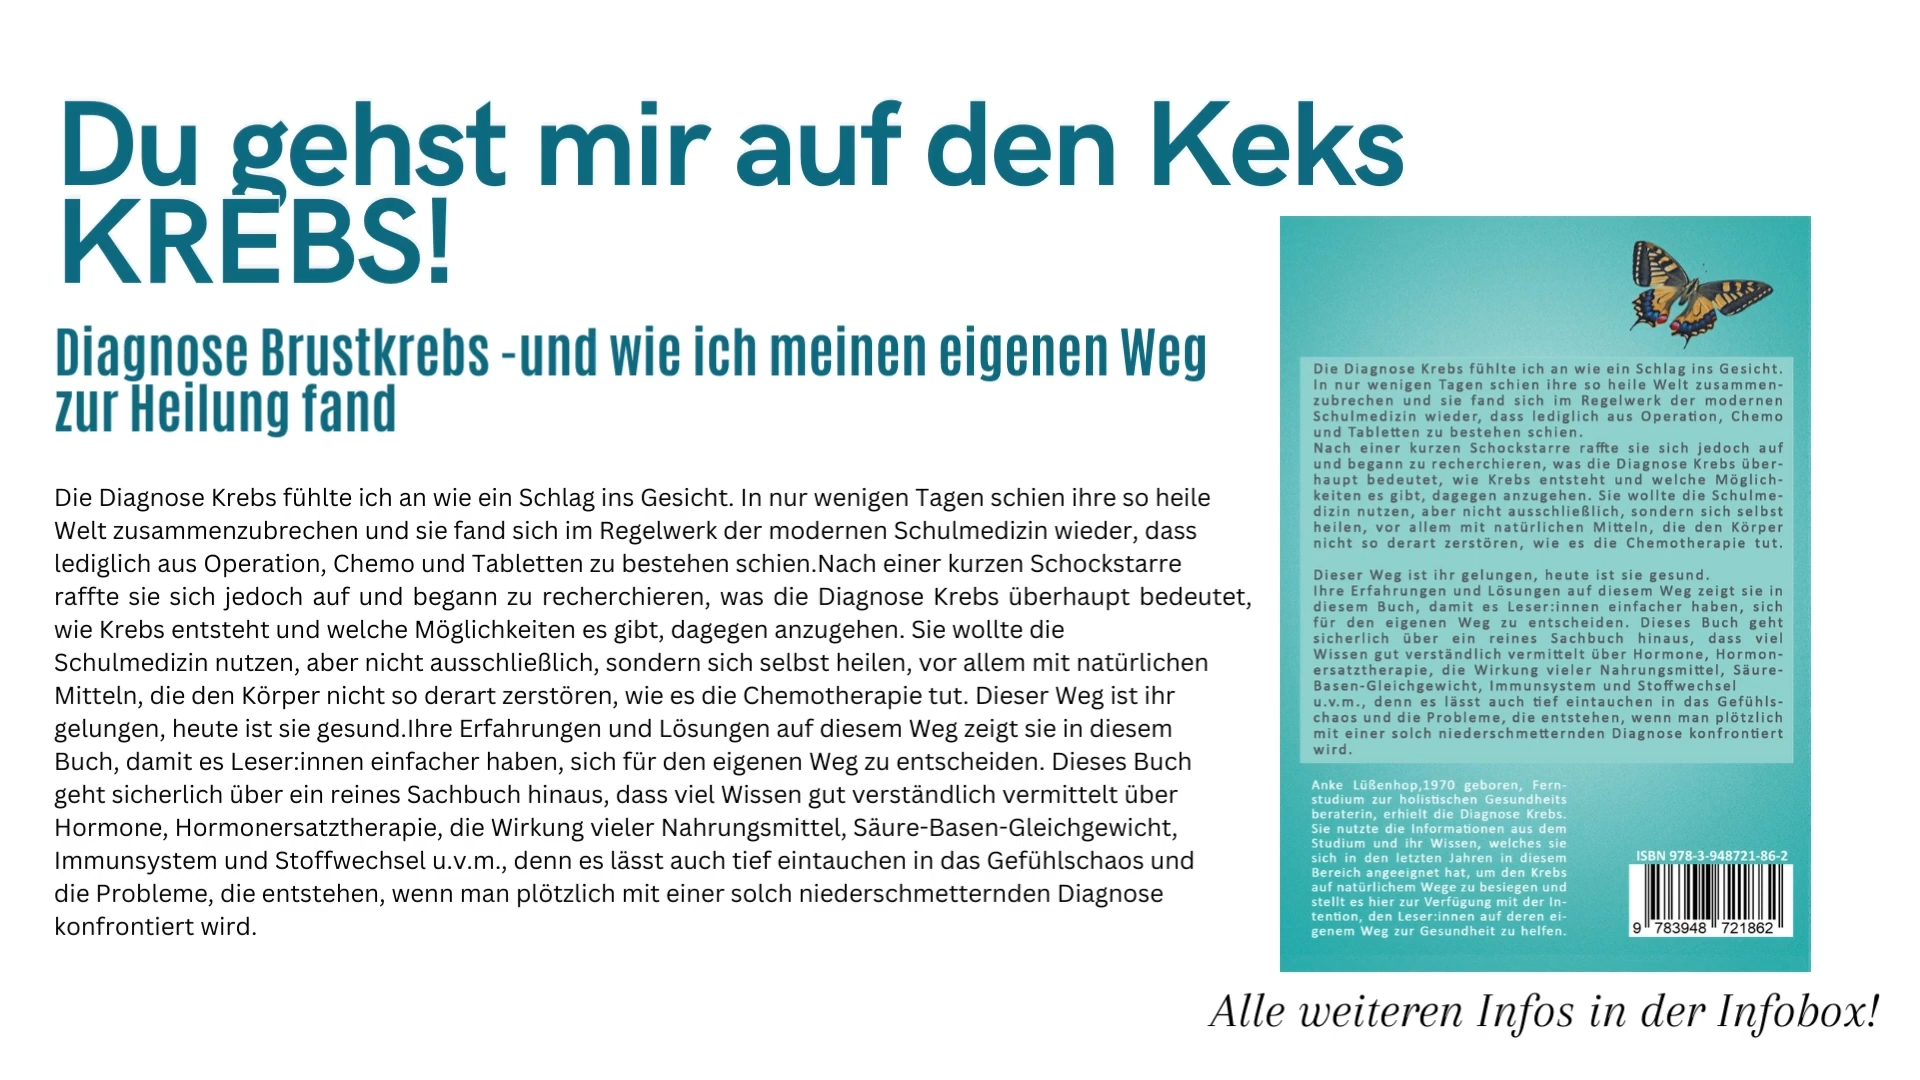 Du gehst mir auf den Keks
KREBS!
Diagnose Brustkrebs -und wie ich meinen eigenen Weg
zur Heilung fand
Die Diagnose Krebs fühlte ich an wie ein Schlag ins Gesicht. In nur wenigen Tagen schien ihre so heile
Welt zusammenzubrechen und sie fand sich im Regelwerk der modernen Schulmedizin wieder, dass
lediglich aus Operation, Chemo und Tabletten zu bestehen schien.Nach einer kurzen Schockstarre
raffte sie sich jedoch auf und begann zu recherchieren, was die Diagnose Krebs überhaupt bedeutet,
wie Krebs entsteht und welche Möglichkeiten es gibt, dagegen anzugehen. Sie wollte die
Schulmedizin nutzen, aber nicht ausschließlich, sondern sich selbst heilen, vor allem mit natürlichen
Mitteln, die den Körper nicht so derart zerstören, wie es die Chemotherapie tut. Dieser Weg ist ihr
gelungen, heute ist sie gesund.Ihre Erfahrungen und Lösungen auf diesem Weg zeigt sie in diesem
Buch, damit es Leser:innen einfacher haben, sich für den eigenen Weg zu entscheiden. Dieses Buch
geht sicherlich über ein reines Sachbuch hinaus, dass viel Wissen gut verständlich vermittelt über
Hormone, Hormonersatztherapie, die Wirkung vieler Nahrungsmittel, Säure-Basen-Gleichgewicht,
Immunsystem und Stoffwechsel u.v.m., denn es lässt auch tief eintauchen in das Gefühlschaos und
die Probleme, die entstehen, wenn man plötzlich mit einer solch niederschmetternden Diagnose
konfrontiert wird.
Die Diagnose Krebs fühlte ich an wie ein Schlag ins Gesicht.
In nur wenigen Tagen schien ihre so heile Welt zusammen-
zubrechen und sie fand sich im Regelwerk der modernen
Schulmedizin wieder, dass lediglich aus Operation, Chemo
und Tabletten zu bestehen schien.
Nach einer kurzen Schockstarre raffte sie sich jedoch auf
und begann zu recherchieren, was die Diagnose Krebs über-
haupt bedeutet, wie Krebs entsteht und welche Möglich-
keiten es gibt, dagegen anzugehen. Sie wollte die Schulme-
dizin nutzen, aber nicht ausschließlich, sondern sich selbst
heilen, vor allem mit natürlichen Mitteln, die den Körper
nicht so derart zerstören, wie es die Chemotherapie tut.
Dieser Weg ist ihr gelungen, heute ist sie gesund.
Ihre Erfahrungen und Lösungen auf diesem Weg zeigt sie in
diesem Buch, damit es Leser:innen einfacher haben, sich
für den eigenen Weg zu entscheiden. Dieses Buch geht
sicherlich über ein reines Sachbuch hinaus, dass viel
Wissen gut verständlich vermittelt über Hormone, Hormon-
ersatztherapie, die Wirkung vieler Nahrungsmittel, Säure-
Basen-Gleichgewicht, Immunsystem und Stoffwechsel
u.v.m., denn es lässt auch tief eintauchen in das Gefühls-
chaos und die Probleme, die entstehen, wenn man plötzlich
mit einer solch niederschmetternden Diagnose konfrontiert
wird.
Anke Lüßenhop,1970 geboren, Fern-
studium zur holistischen Gesundheits
beraterin, erhielt die Diagnose Krebs.
Sie nutzte die Informationen aus dem
Studium und ihr Wissen, welches sie
sich in den letzten Jahren in diesem
Bereich angeeignet hat, um den Krebs
auf natürlichem Wege zu besiegen und
stellt es hier zur Verfügung mit der In-
tention, den Leser:innen auf deren ei-
genem Weg zur Gesundheit zu helfen.
ISBN 978-3-948721-86-2
9 783948 721862
Alle weiteren Infos in der Infobox!